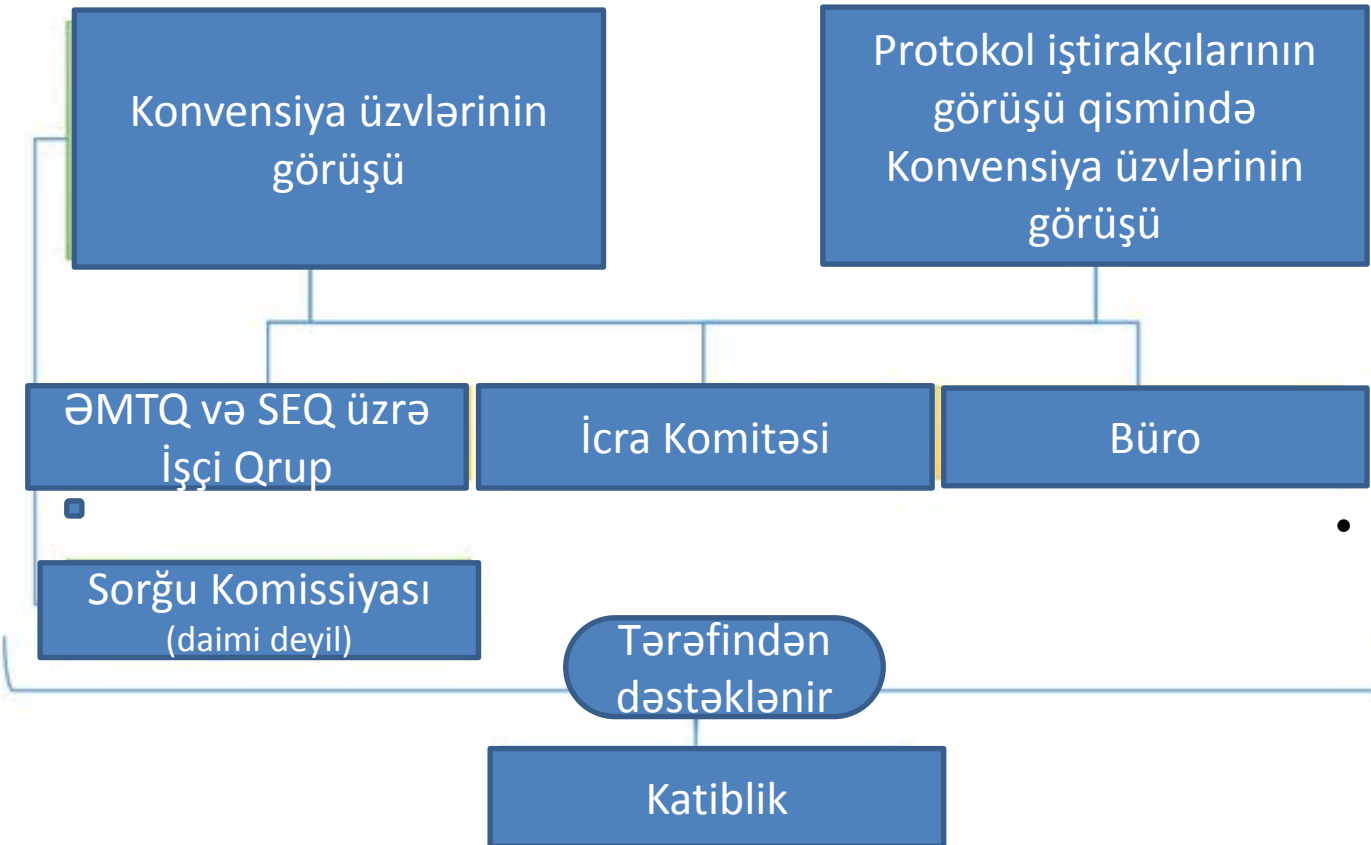 Konvensiya üzvlərinin
görüşü
Protokol iştirakçılarının
görüşü qismində
Konvensiya üzvlərinin
görüşü
ƏMTQ və SEQ üzrə
İşçi Qrup
İcra Komitəsi
Büro
Sorğu Komissiyası
(daimi deyil)
Tərəfindən
dəstəklənir
Katiblik